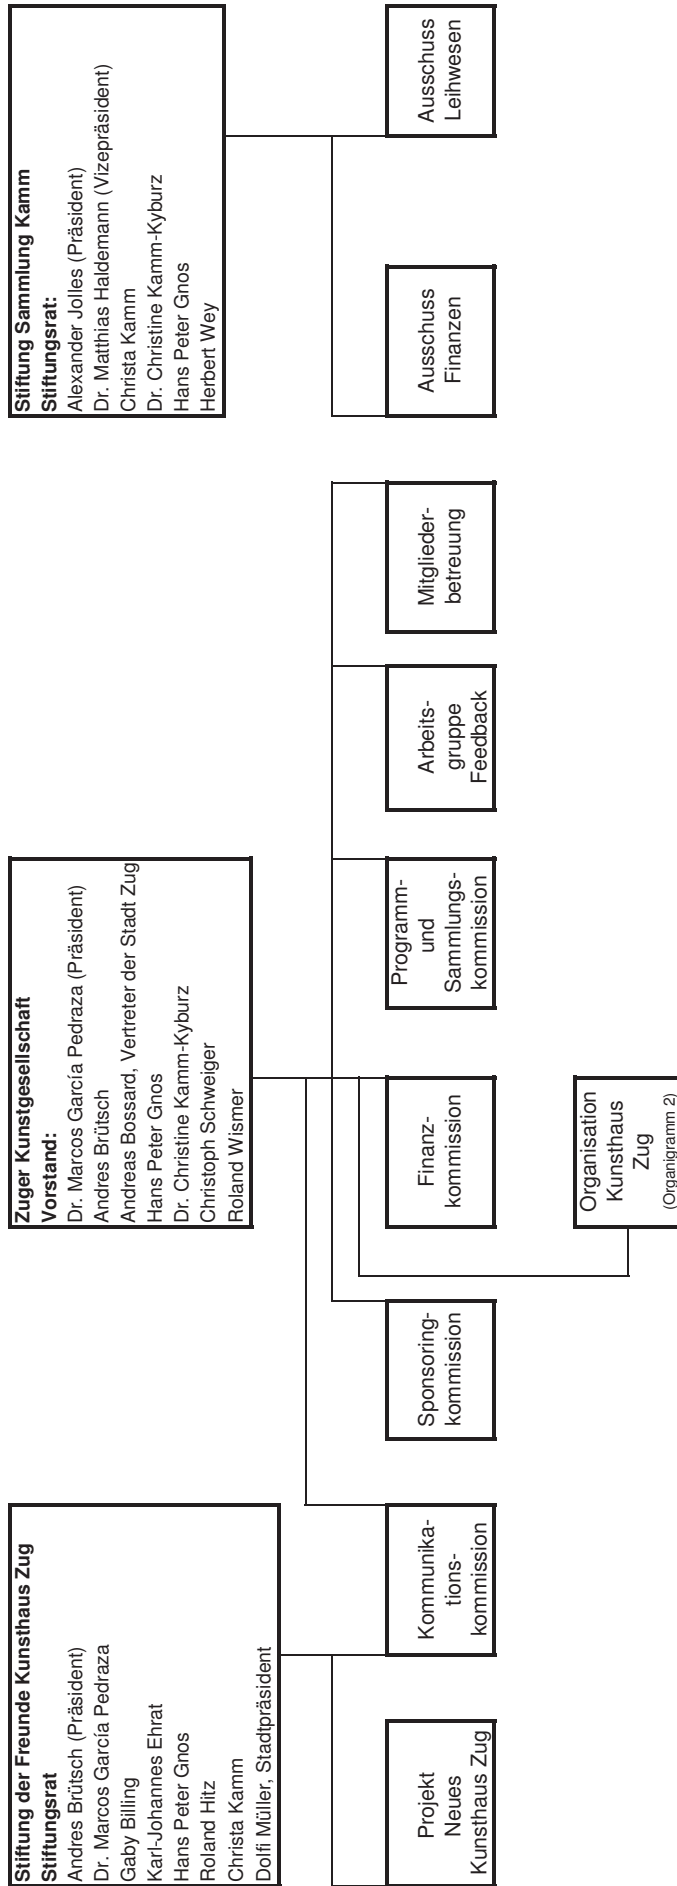 Stiftung der Freunde Kunsthaus Zug
Stiftungsrat
Andres Brütsch (Präsident)
Dr. Marcos García Pedraza
Gaby Billing
Karl-Johannes Ehrat
Hans Peter Gnos
Roland Hitz
Christa Kamm
Dolfi Müller, Stadtpräsident
Zuger Kunstgesellschaft
Vorstand:
Dr. Marcos García Pedraza (Präsident)
Andres Brütsch
Andreas Bossard, Vertreter der Stadt Zug
Hans Peter Gnos
Dr. Christine Kamm-Kyburz
Christoph Schweiger
Roland Wismer
Stiftung Sammlung Kamm
Stiftungsrat:
Alexander Jolles (Präsident)
Dr. Matthias Haldemann (Vizepräsident)
Christa Kamm
Dr. Christine Kamm-Kyburz
Hans Peter Gnos
Herbert Wey
Projekt
Neues
Kunsthaus Zug
Kommunika-
tions-
kommission
Sponsoring-
kommission
Finanz-
kommission
Programm-
und
Sammlungs-
kommission
Arbeits-
gruppe
Feedback
Mitglieder-
betreuung
Ausschuss
Finanzen
Ausschuss
Leihwesen
Organisation
Kunsthaus
Zug
(Organigramm 2)